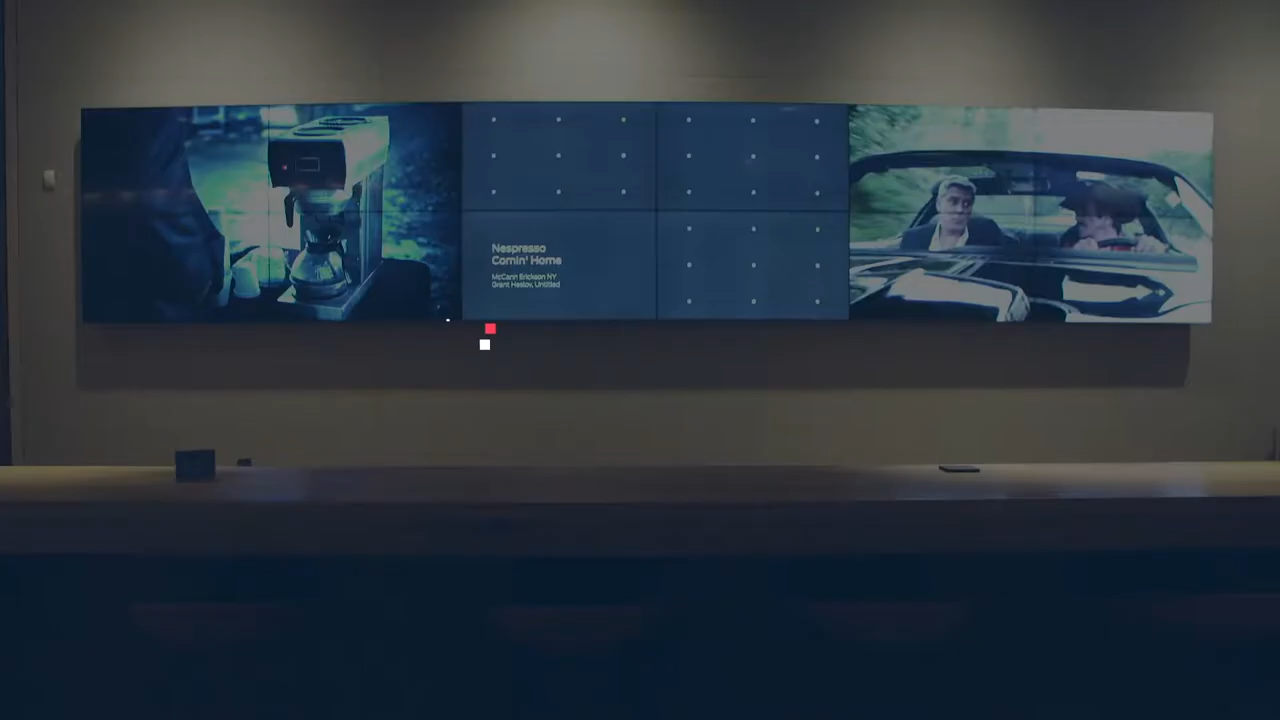 Nespresso
Comin' Home
McCann Erickson NY
Grant Heslov, Untitled